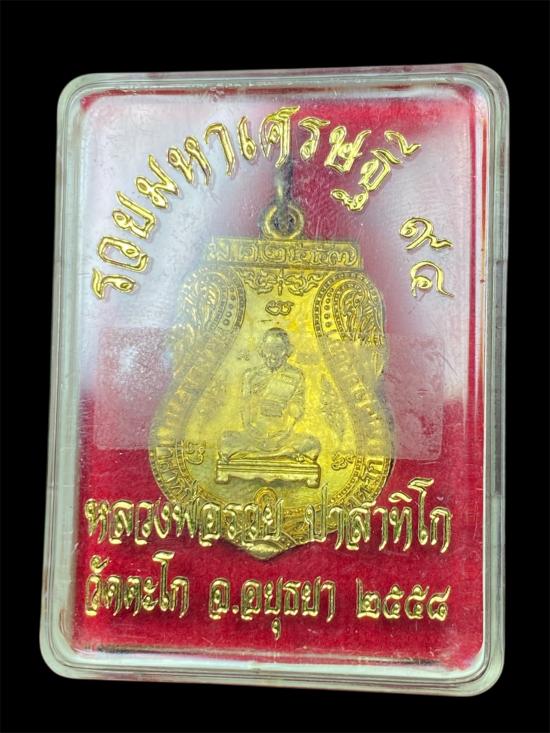 รวยมหาเศรษฐี ๙๑
หลวงพ่อรวย ปาสาทิโก
วัดตะโก อ.อยุธยา ๒๕๕๘